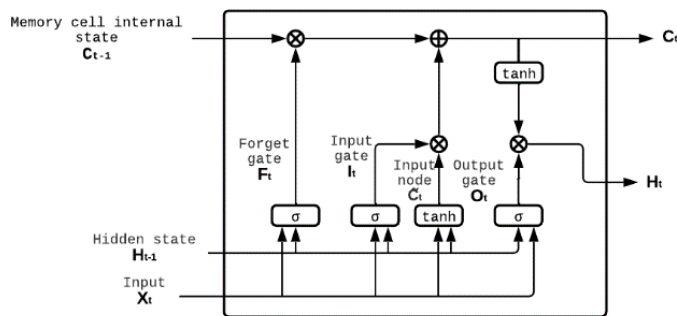 Memory cell internal
state
Ct-1
Ct
tanh
Forget
gate
Ft
Input
gate
It
Input
node
C̃t
Output
gate
Ot
Ht
σ
σ
tanh
σ
Hidden state
Ht-1
Input
Xt